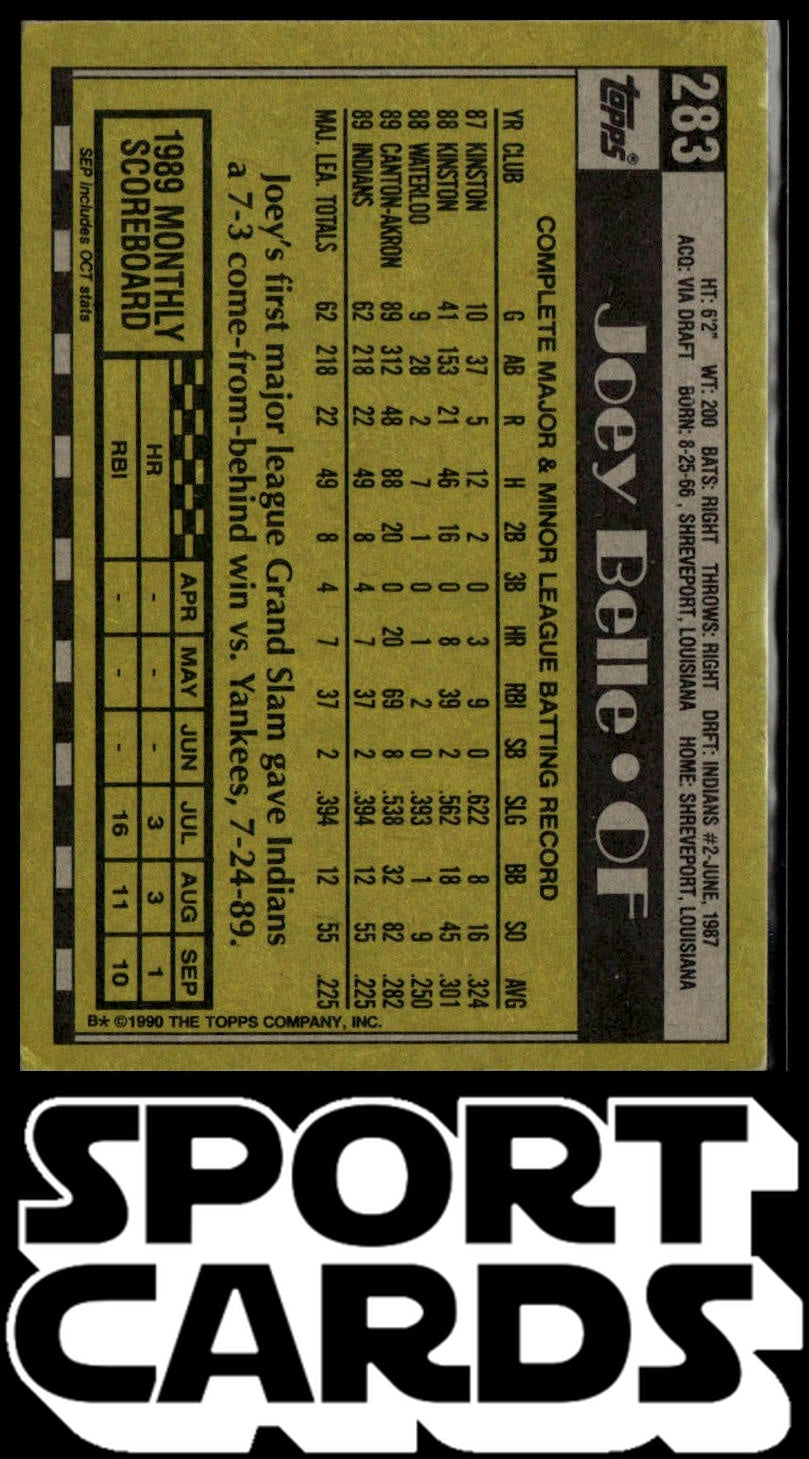 283
HT: 6'2" WT: 200 BATS: RIGHT THROWS: RIGHT DRFT: INDIANS #2-JUNE, 1987
ACQ: VIA DRAFT BORN: 8-25-66, SHREVEPORT, LOUISIANA HOME: SHREVEPORT, LOUISIANA
TOPPS®
Joey Belle • OF
COMPLETE MAJOR & MINOR LEAGUE BATTING RECORD
YR CLUB G AB R H 2B 3B HR RBI SB SLG BB SO AVG
87 KINSTON 10 37 5 12 2 0 3 9 0 .622 8 16 .324
88 KINSTON 41 153 21 46 16 0 8 39 2 .562 18 45 .301
88 WATERLOO 9 28 2 7 1 0 1 2 0 .393 1 9 .250
89 CANTON-AKRON 89 312 48 88 20 0 20 69 8 .538 32 82 .282
89 INDIANS 62 218 22 49 8 4 7 37 2 .394 12 55 .225
MAJ. LEA. TOTALS 62 218 22 49 8 4 7 37 2 .394 12 55 .225
Joey's first major league Grand Slam gave Indians
a 7-3 come-from-behind win vs. Yankees, 7-24-89.
1989 MONTHLY
SCOREBOARD
APR MAY JUN JUL AUG SEP
HR - - - 3 3 1
RBI - - - 16 11 10
SEP includes OCT stats
B* ©1990 THE TOPPS COMPANY, INC.
SPORT
CARDS